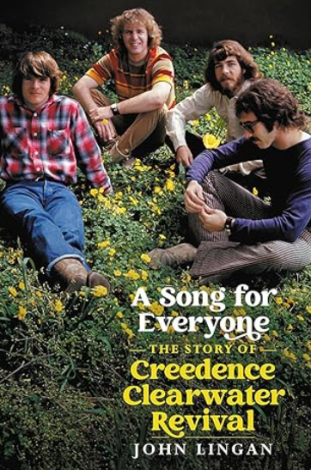 A Song for
Everyone
THE STORY OF
Creedence
Clearwater
Revival
JOHN LINGAN